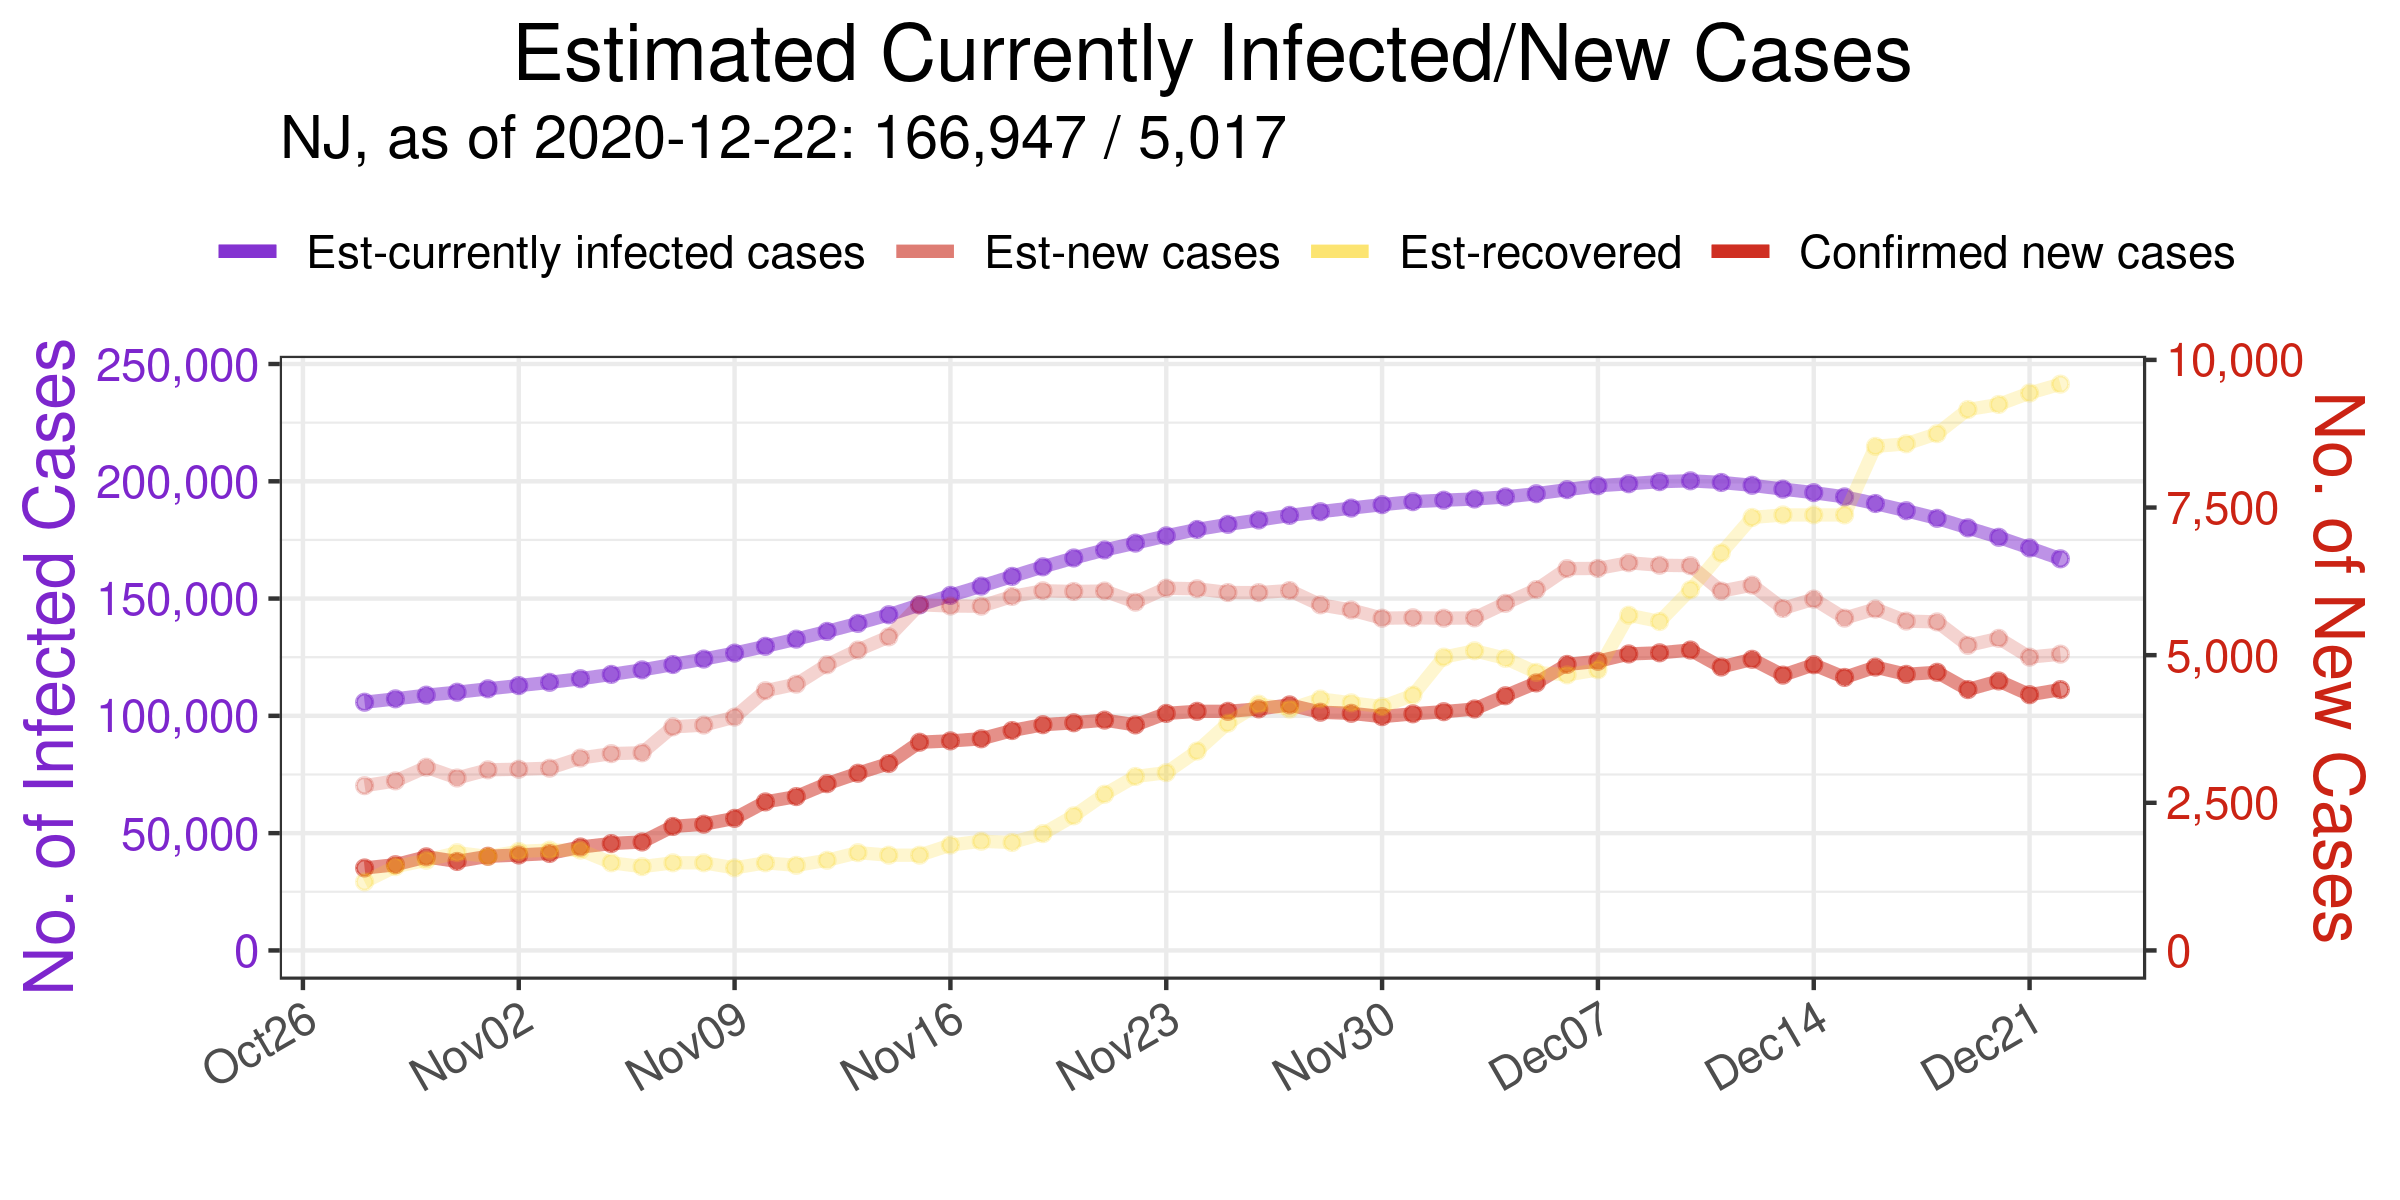 Estimated Currently Infected/New Cases
NJ, as of 2020-12-22: 166,947 / 5,017
Est-currently infected cases Est-new cases Est-recovered Confirmed new cases
No. of Infected Cases
250,000
200,000
150,000
100,000
50,000
0
10,000
7,500
5,000
2,500
0
No. of New Cases
Oct26 Nov02 Nov09 Nov16 Nov23 Nov30 Dec07 Dec14 Dec21